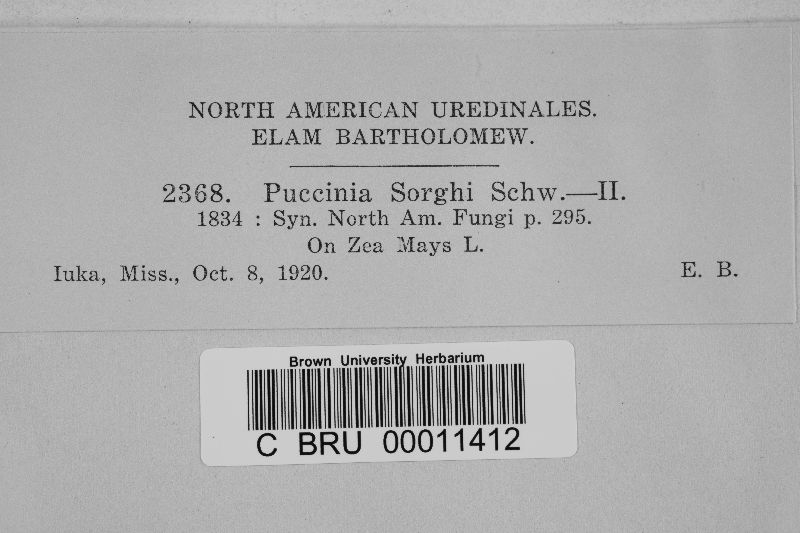 NORTH AMERICAN UREDINALES.
ELAM BARTHOLOMEW.
2368. Puccinia Sorghi Schw.—II.
1834 : Syn. North Am. Fungi p. 295.
On Zea Mays L.
Iuka, Miss., Oct. 8, 1920. E. B.
Brown University Herbarium
C BRU 00011412